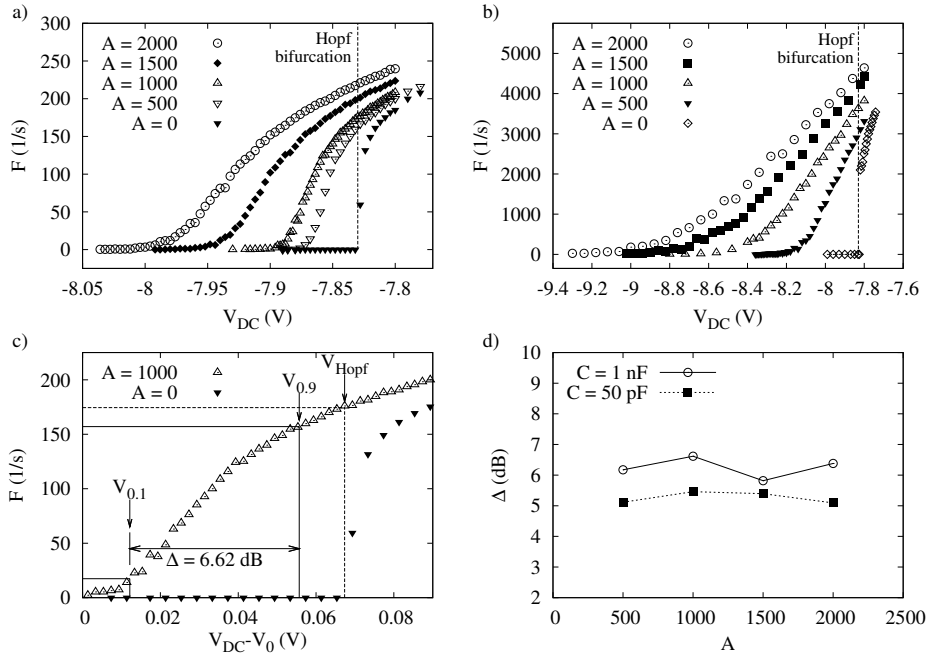 a)
300
250
200
150
100
50
0
F (1/s)
A = 2000
A = 1500
A = 1000
A = 500
A = 0
Hopf
bifurcation
-8.05
-8
-7.95
-7.9
-7.85
-7.8
V_DC (V)
b)
5000
4000
3000
2000
1000
0
F (1/s)
A = 2000
A = 1500
A = 1000
A = 500
A = 0
Hopf
bifurcation
-9.4
-9.2
-9
-8.8
-8.6
-8.4
-8.2
-8
-7.8
-7.6
V_DC (V)
c)
200
150
100
50
0
F (1/s)
A = 1000
A = 0
V_0.9
V_Hopf
V_0.1
Δ = 6.62 dB
0
0.02
0.04
0.06
0.08
V_DC-V_0 (V)
d)
10
9
8
7
6
5
4
3
2
Δ (dB)
C = 1 nF
C = 50 pF
0
500
1000
1500
2000
2500
A